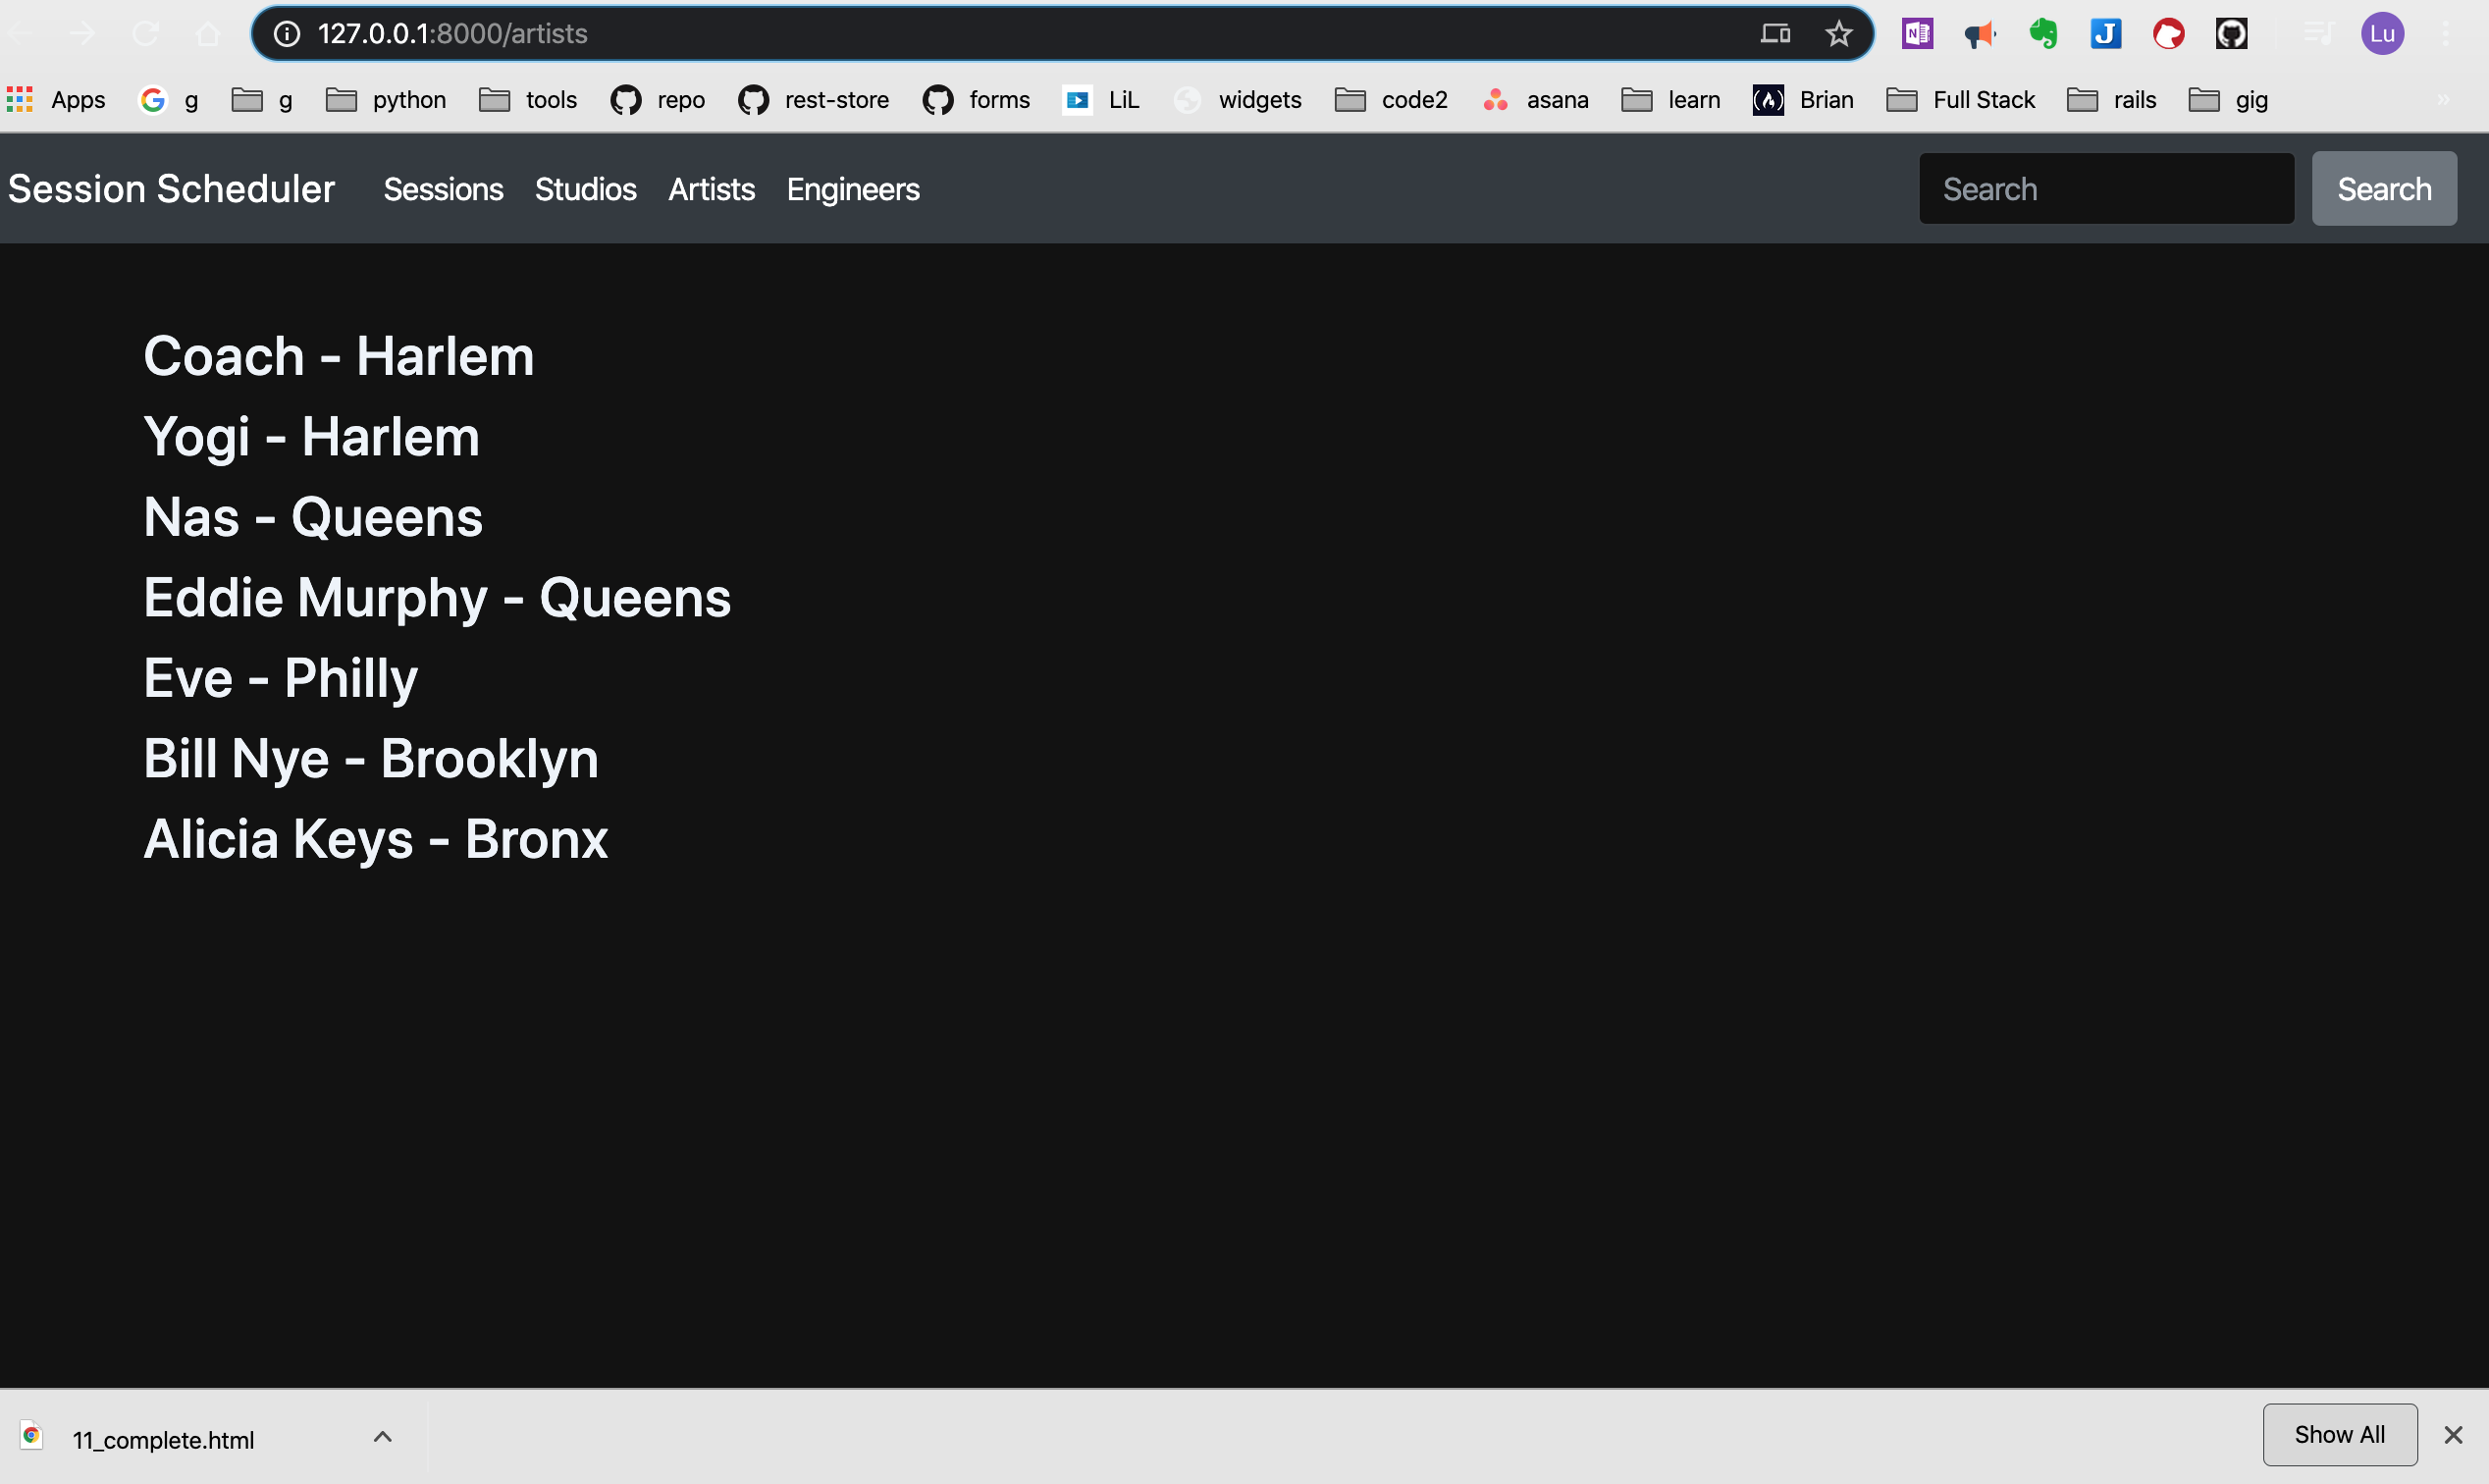 127.0.0.1:8000/artists
Lu
Apps g g python tools repo rest-store forms LiL widgets code2 asana learn Brian Full Stack rails gig »
Session Scheduler Sessions Studios Artists Engineers Search Search
Coach - Harlem
Yogi - Harlem
Nas - Queens
Eddie Murphy - Queens
Eve - Philly
Bill Nye - Brooklyn
Alicia Keys - Bronx
11_complete.html Show All